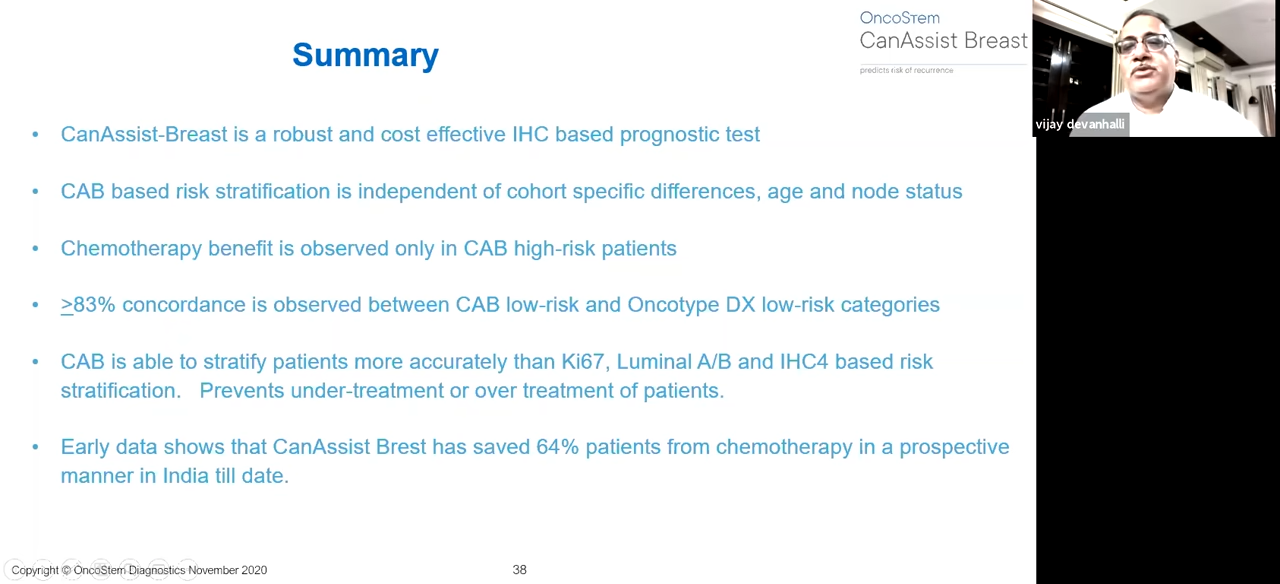 OncoSTem
CanAssist Breast
predicts risk of recurrence
Summary
• CanAssist-Breast is a robust and cost effective IHC based prognostic test
• CAB based risk stratification is independent of cohort specific differences, age and node status
• Chemotherapy benefit is observed only in CAB high-risk patients
• >83% concordance is observed between CAB low-risk and Oncotype DX low-risk categories
• CAB is able to stratify patients more accurately than Ki67, Luminal A/B and IHC4 based risk
stratification. Prevents under-treatment or over treatment of patients.
• Early data shows that CanAssist Brest has saved 64% patients from chemotherapy in a prospective
manner in India till date.
Copyright © OncoStem Diagnostics November 2020
38
vijay devanhalli